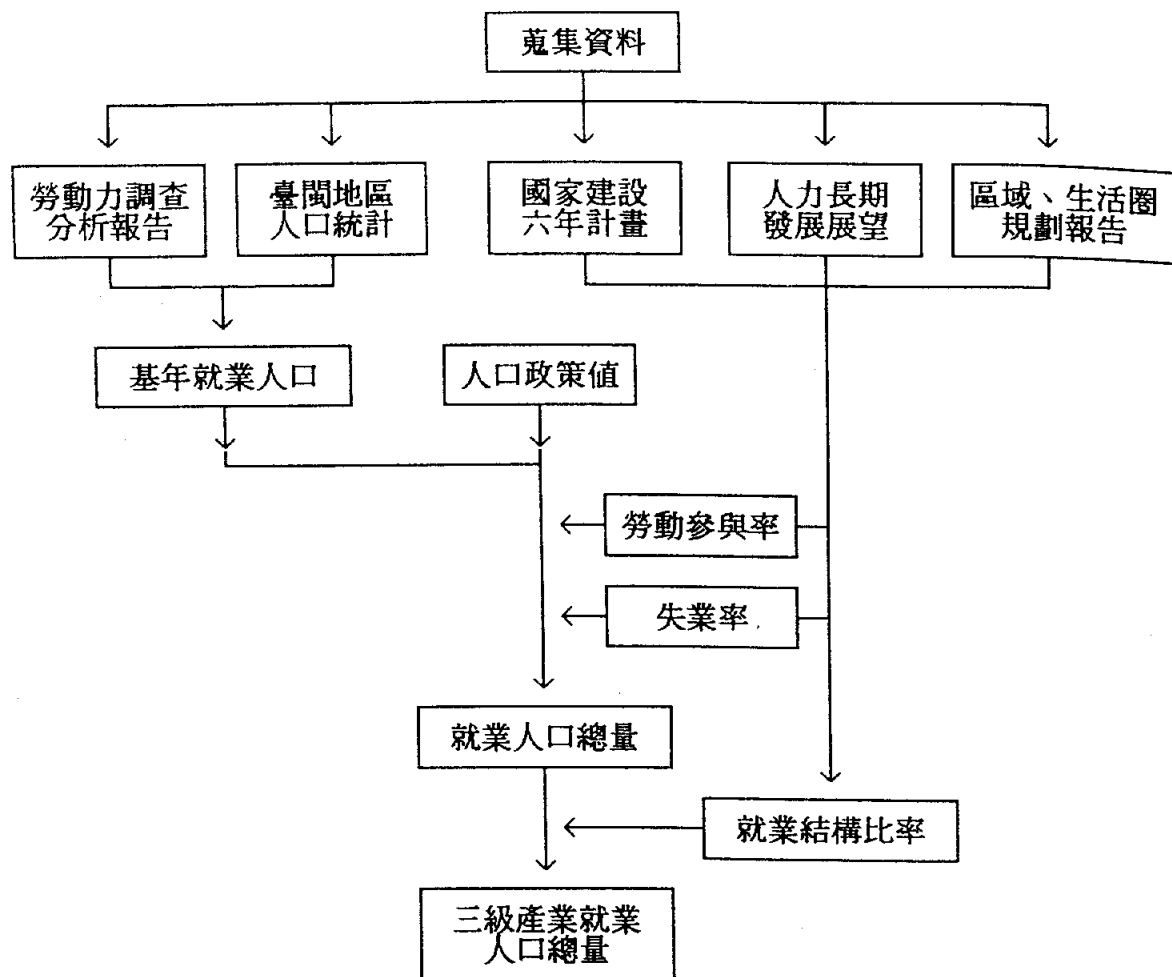 蒐集資料
勞動力調查
分析報告
臺閩地區
人口統計
國家建設
六年計畫
人力長期
發展展望
區域、生活圈
規劃報告
基年就業人口
人口政策值
勞動參與率
失業率
就業人口總量
就業結構比率
三級產業就業
人口總量